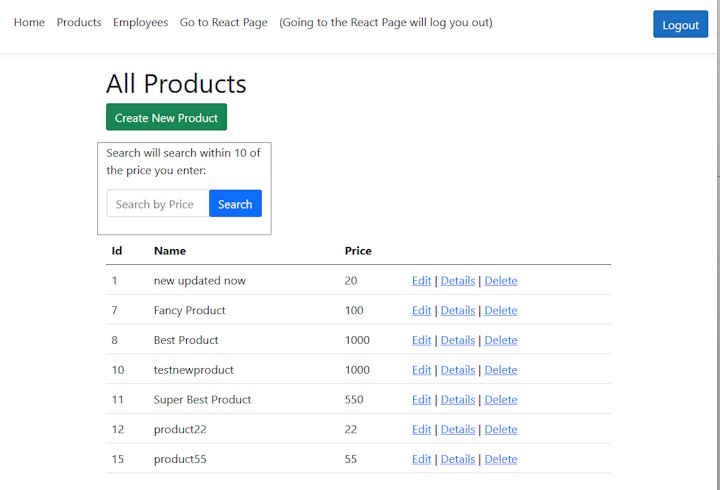 Home Products Employees Go to React Page (Going to the React Page will log you out) Logout
All Products
Create New Product
Search will search within 10 of
the price you enter:
Search by Price Search
Id Name Price
1 new updated now 20 Edit | Details | Delete
7 Fancy Product 100 Edit | Details | Delete
8 Best Product 1000 Edit | Details | Delete
10 testnewproduct 1000 Edit | Details | Delete
11 Super Best Product 550 Edit | Details | Delete
12 product22 22 Edit | Details | Delete
15 product55 55 Edit | Details | Delete